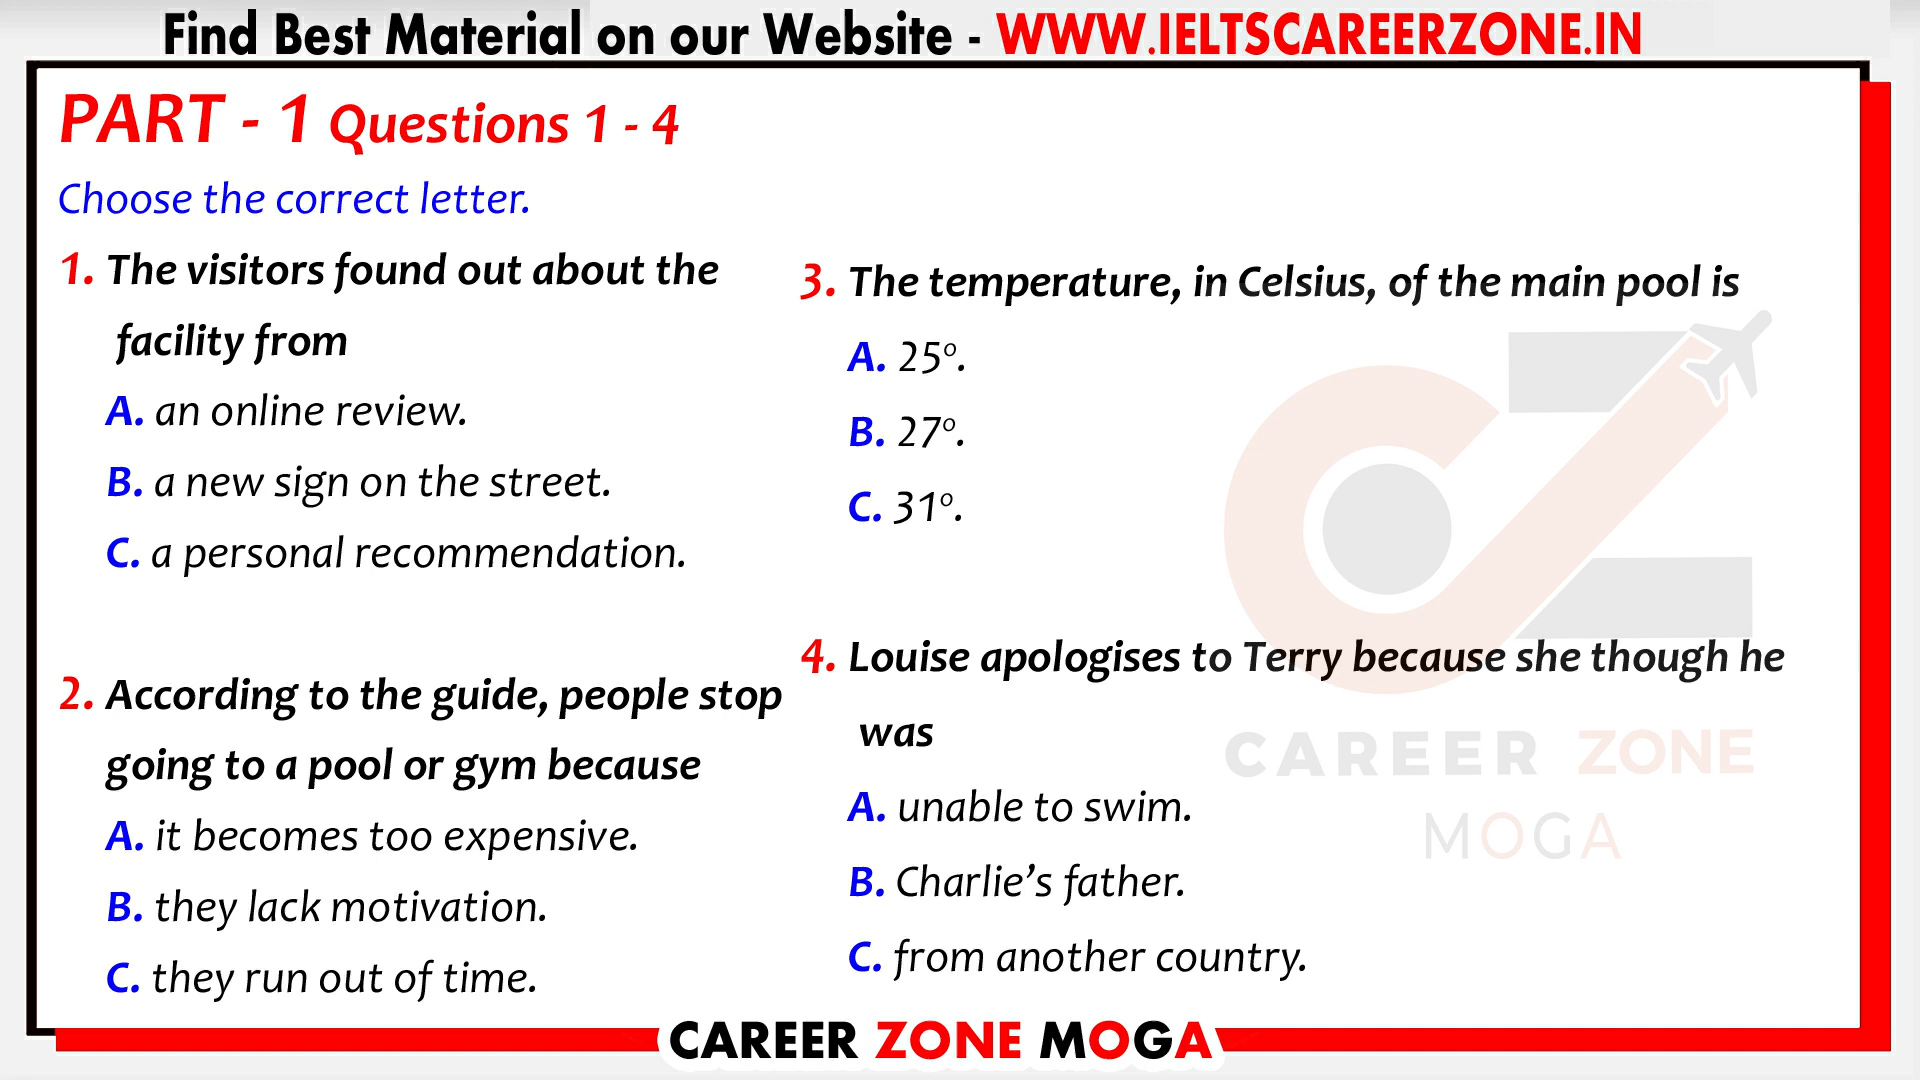 Find Best Material on our Website - WWW.IELTSCAREERZONE.IN
PART - 1 Questions 1 - 4
Choose the correct letter.
1. The visitors found out about the
facility from
A. an online review.
B. a new sign on the street.
C. a personal recommendation.
2. According to the guide, people stop
going to a pool or gym because
A. it becomes too expensive.
B. they lack motivation.
C. they run out of time.
3. The temperature, in Celsius, of the main pool is
A. 25°.
B. 27°.
C. 31°.
4. Louise apologises to Terry because she though he
was
A. unable to swim.
B. Charlie’s father.
C. from another country.
CAREER ZONE
MOGA
CAREER ZONE MOGA